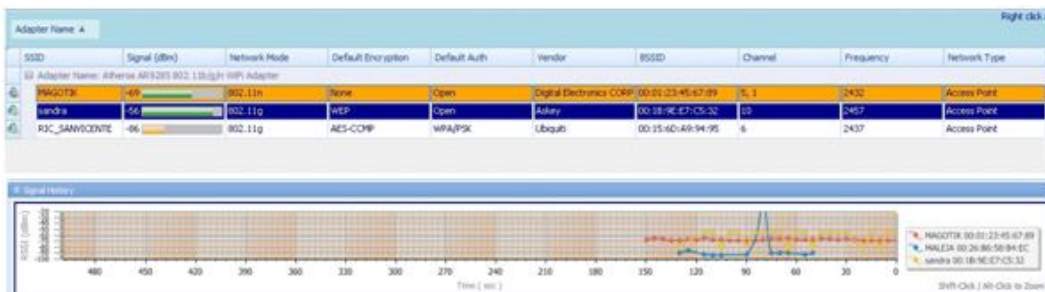 Right click
Adapter Name
SSID Signal (dBm) Network Mode Default Encryption Default Auth Vendor BSSID Channel Frequency Network Type
Adapter Name: Atheros AR9285 802.11b/g/n WiFi Adapter
MAGOTIK -69 802.11n None Open Digital Electronics CORP 00:01:23:45:67:89 5, 1 2432 Access Point
sandra -56 802.11g WEP Open Askey 00:1B:9E:E7:C5:32 10 2457 Access Point
RIC_SANVICENTE -86 802.11g AES-CCMP WPA/PSK Ubiquiti 00:15:6D:A9:94:95 6 2437 Access Point
Signal History
RSSI (dBm)
MAGOTIK 00:01:23:45:67:89
MALEJA 00:26:B6:58:B4:EC
sandra 00:1B:9E:E7:C5:32
480 450 420 390 360 330 300 270 240 210 180 150 120 90 60 30 0
Time ( sec )
Shift-Click / Alt-Click to Zoom